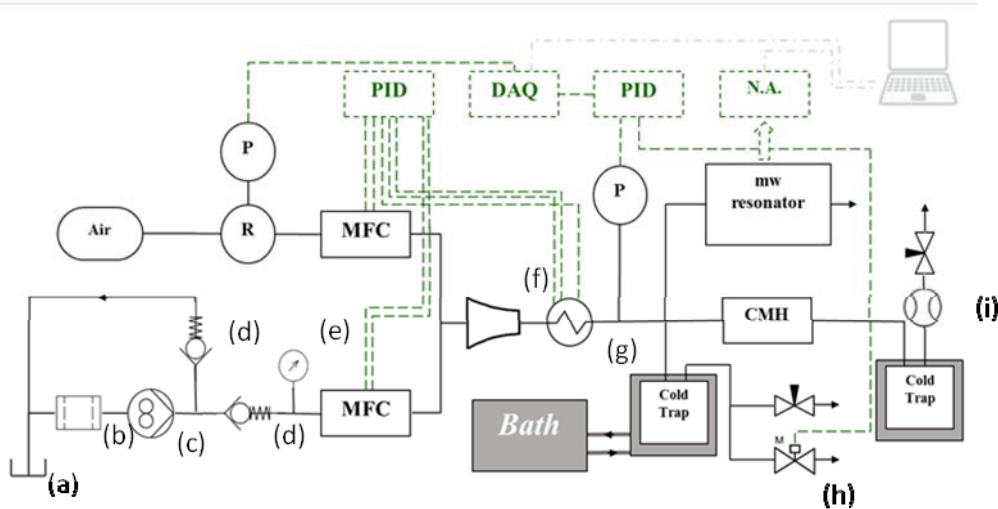 PID
DAQ
PID
N.A.
P
P
mw
resonator
Air
R
MFC
(f)
(d)
(e)
(g)
CMH
(i)
Cold
Trap
Cold
Trap
MFC
Bath
(b)
(c)
(d)
M
(a)
(h)